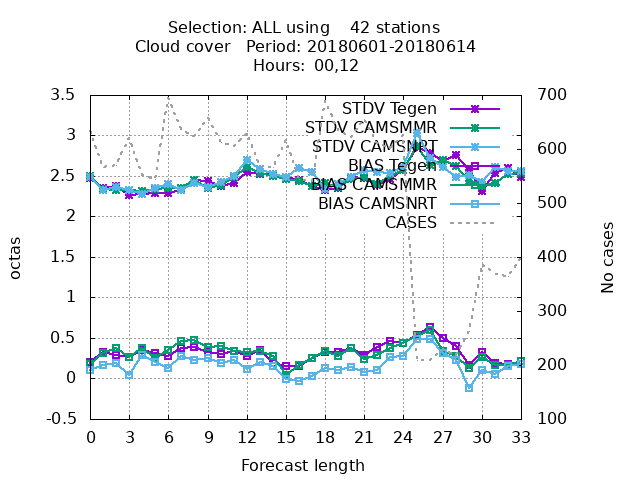 Selection: ALL using    42 stations
Cloud cover   Period: 20180601-20180614
Hours:  00,12
3.5
3
2.5
2
1.5
1
0.5
0
-0.5
octas
700
600
500
400
300
200
100
No cases
STDV Tegen
STDV CAMSMMR
STDV CAMSNRT
BIAS Tegen
BIAS CAMSMMR
BIAS CAMSNRT
CASES
0 3 6 9 12 15 18 21 24 27 30 33
Forecast length